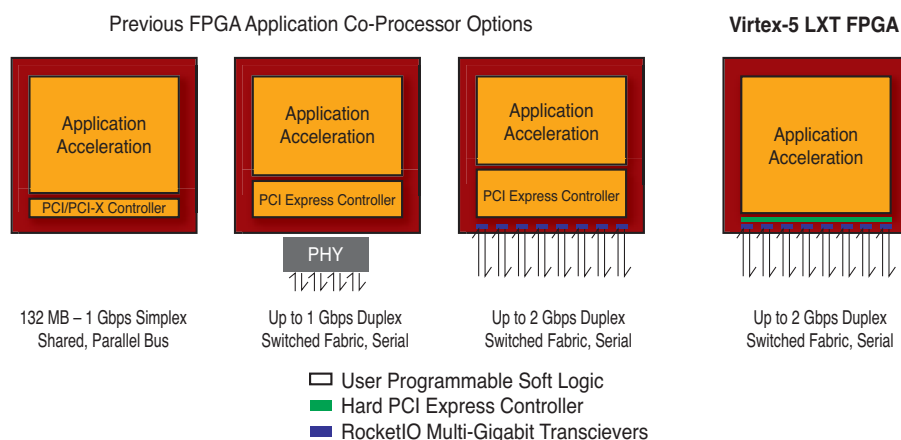 Previous FPGA Application Co-Processor Options
Virtex-5 LXT FPGA
Application
Acceleration
PCI/PCI-X Controller
Application
Acceleration
PCI Express Controller
PHY
Application
Acceleration
PCI Express Controller
Application
Acceleration
132 MB – 1 Gbps Simplex
Shared, Parallel Bus
Up to 1 Gbps Duplex
Switched Fabric, Serial
Up to 2 Gbps Duplex
Switched Fabric, Serial
Up to 2 Gbps Duplex
Switched Fabric, Serial
User Programmable Soft Logic
Hard PCI Express Controller
RocketIO Multi-Gigabit Transcievers